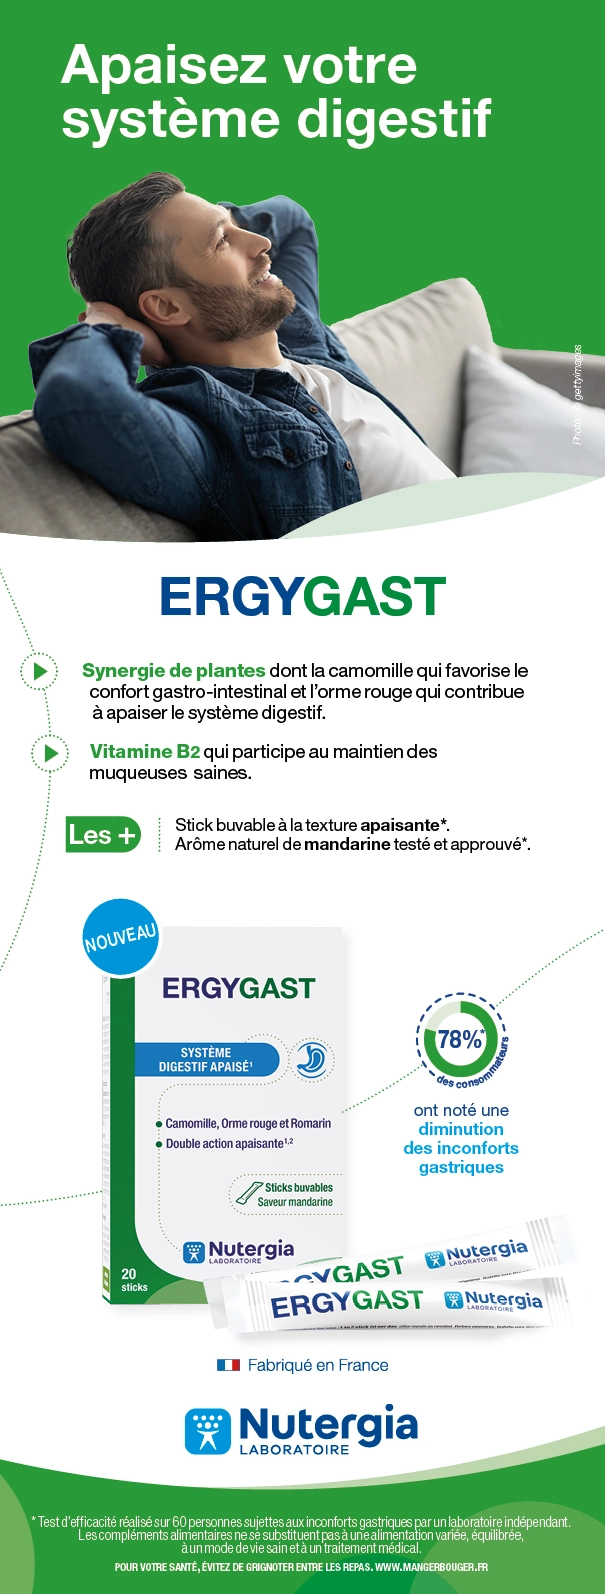 Apaisez votre
système digestif
Photo : © gettyimages
ERGYGAST
Synergie de plantes dont la camomille qui favorise le
confort gastro-intestinal et l’orme rouge qui contribue
à apaiser le système digestif.
Vitamine B2 qui participe au maintien des
muqueuses saines.
Les +
Stick buvable à la texture apaisante*.
Arôme naturel de mandarine testé et approuvé*.
NOUVEAU
ERGYGAST
SYSTÈME
DIGESTIF APAISÉ¹
• Camomille, Orme rouge et Romarin
• Double action apaisante¹,²
Sticks buvables
Saveur mandarine
Nutergia
LABORATOIRE
20
sticks
78%*
des consommateurs
ont noté une
diminution
des inconforts
gastriques
ERGYGAST
Nutergia
LABORATOIRE
ERGYGAST
Nutergia
LABORATOIRE
Fabriqué en France
Nutergia
LABORATOIRE
* Test d’efficacité réalisé sur 60 personnes sujettes aux inconforts gastriques par un laboratoire indépendant.
Les compléments alimentaires ne se substituent pas à une alimentation variée, équilibrée,
à un mode de vie sain et à un traitement médical.
POUR VOTRE SANTÉ, ÉVITEZ DE GRIGNOTER ENTRE LES REPAS. WWW.MANGERBOUGER.FR